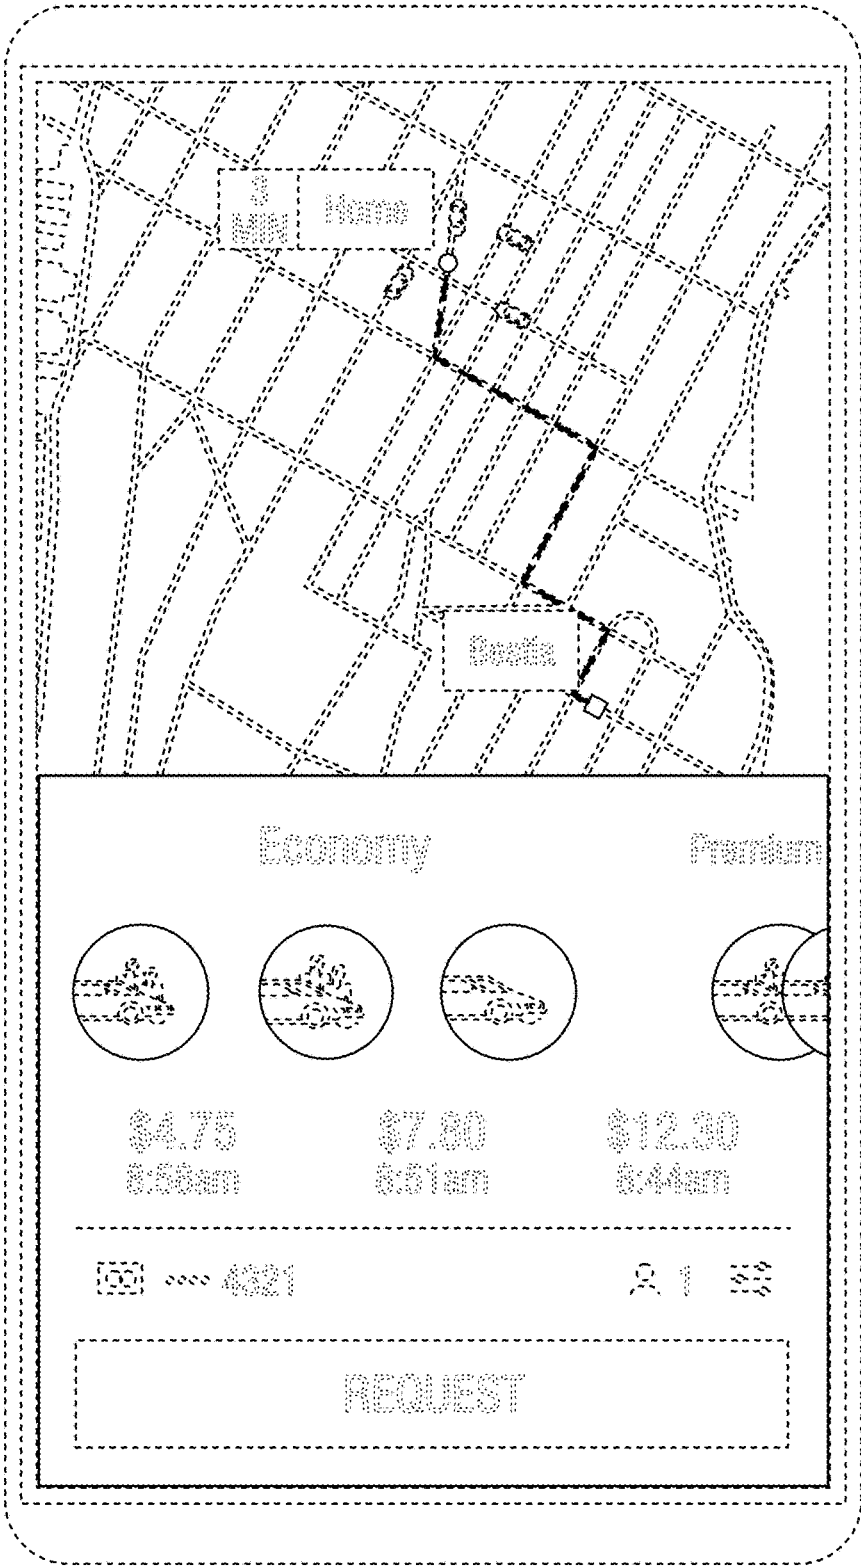 3
MIN
Home
Bestia
Economy
Premium
$4.75
$7.80
$12.30
8:58am
8:51am
8:44am
4321
1
REQUEST